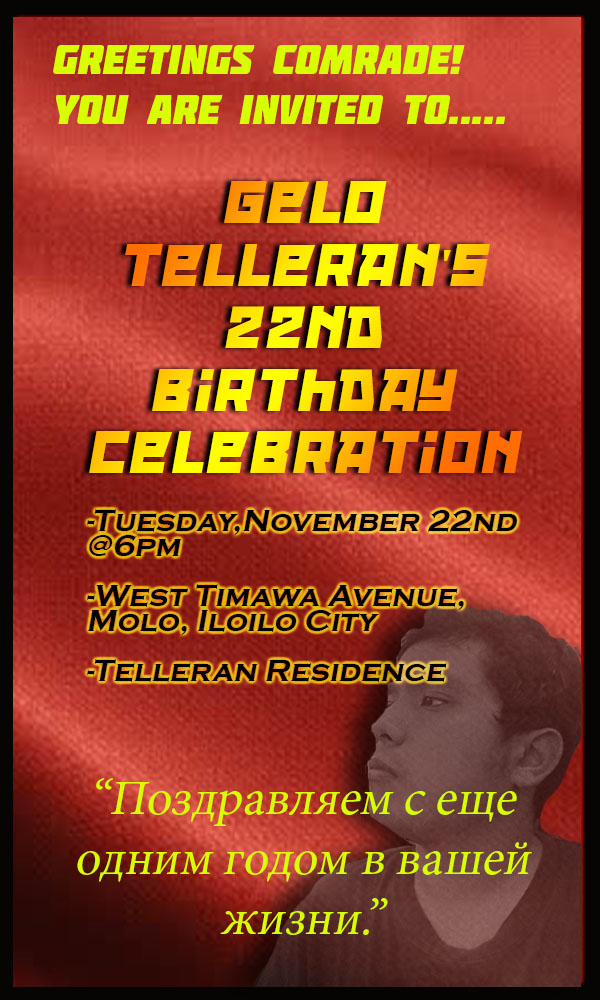 GREETINGS COMRADE!
YOU ARE INVITED TO.....
GELO
TELLERAN'S
22ND
BiRThDAY
CELEBRATiON
-Tuesday,November 22nd
@6pm
-West Timawa Avenue,
Molo, Iloilo City
-Telleran Residence
“Поздравляем с еще
одним годом в вашей
жизни.”